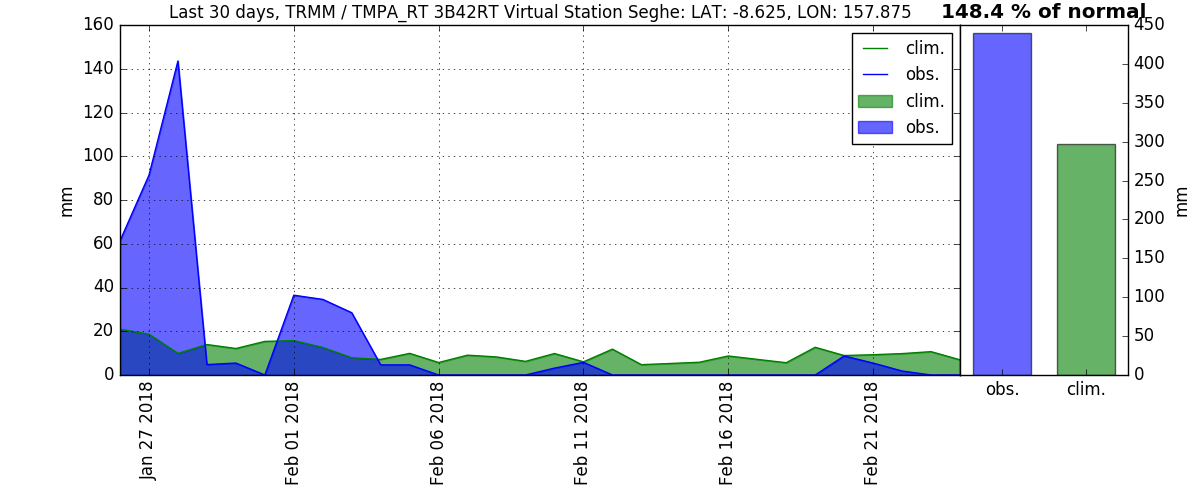 Last 30 days, TRMM / TMPA_RT 3B42RT Virtual Station Seghe: LAT: -8.625, LON: 157.875
148.4 % of normal
160
140
120
100
80
60
40
20
0
mm
clim.
obs.
clim.
obs.
Jan 27 2018
Feb 01 2018
Feb 06 2018
Feb 11 2018
Feb 16 2018
Feb 21 2018
450
400
350
300
250
200
150
100
50
0
mm
obs.
clim.